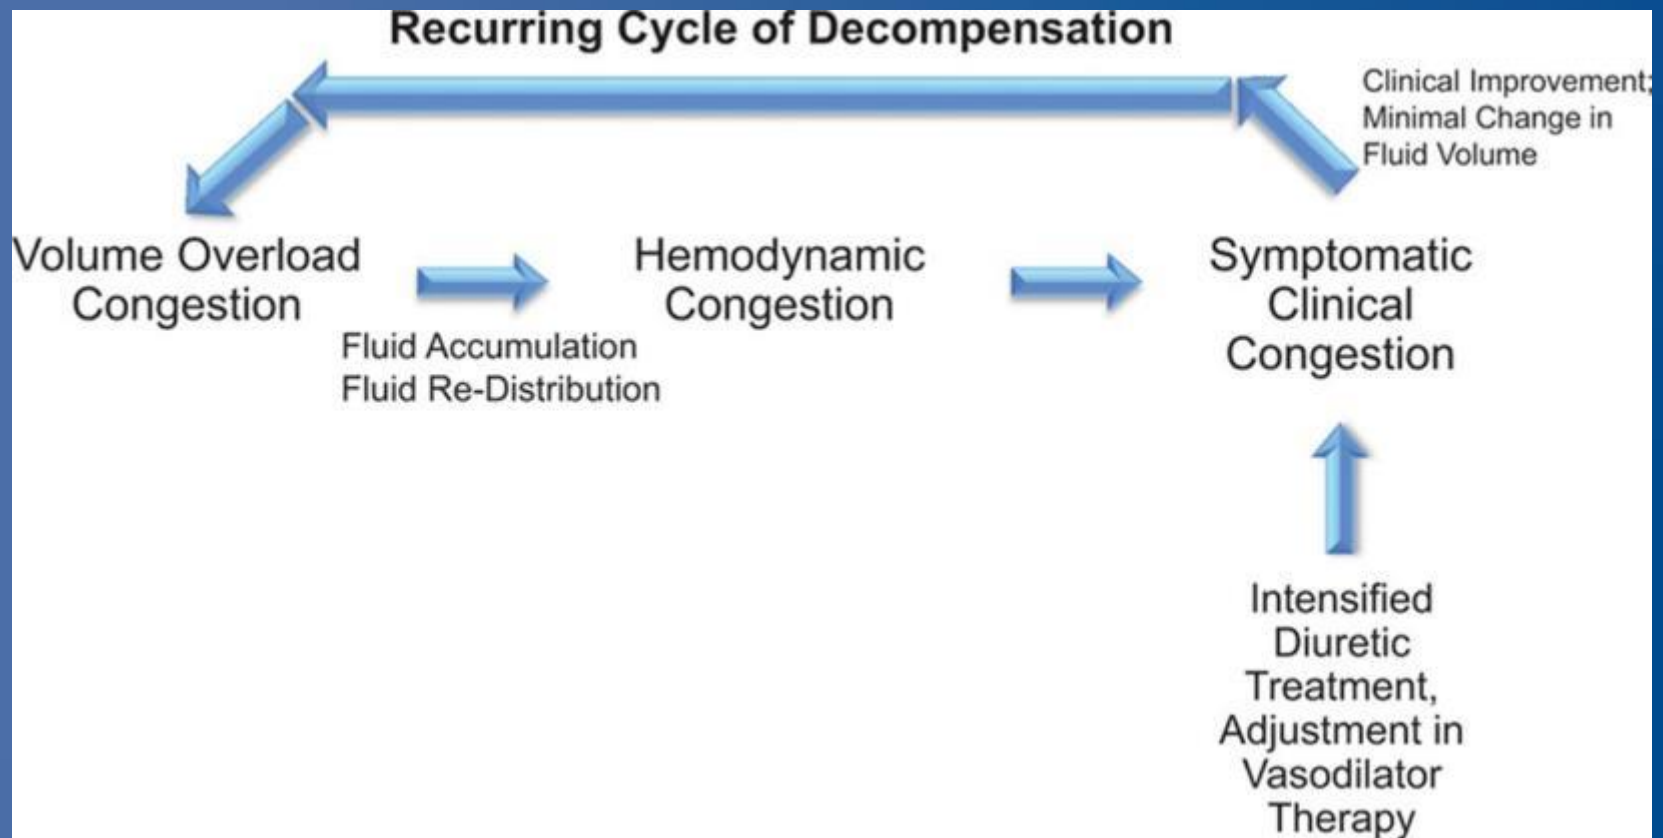 Recurring Cycle of Decompensation
Clinical Improvement;
Minimal Change in
Fluid Volume
Volume Overload
Congestion
Fluid Accumulation
Fluid Re-Distribution
Hemodynamic
Congestion
Symptomatic
Clinical
Congestion
Intensified
Diuretic
Treatment,
Adjustment in
Vasodilator
Therapy